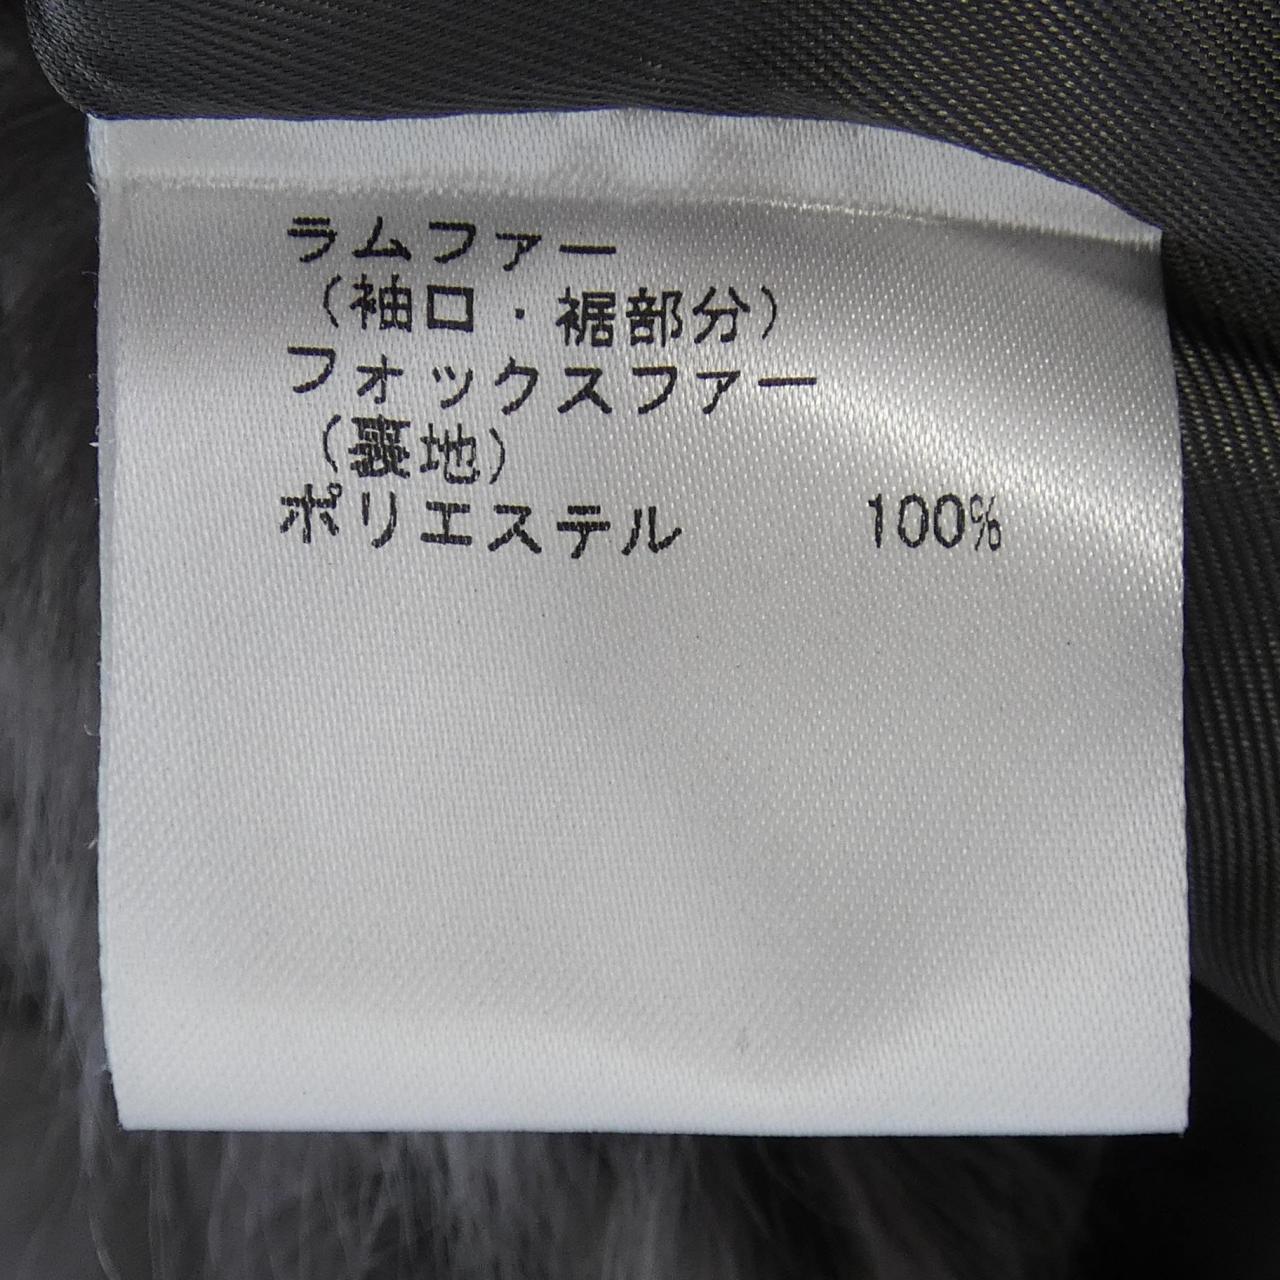 ラムファー
（袖口・裾部分）
フォックスファー
（裏地）
ポリエステル 100%